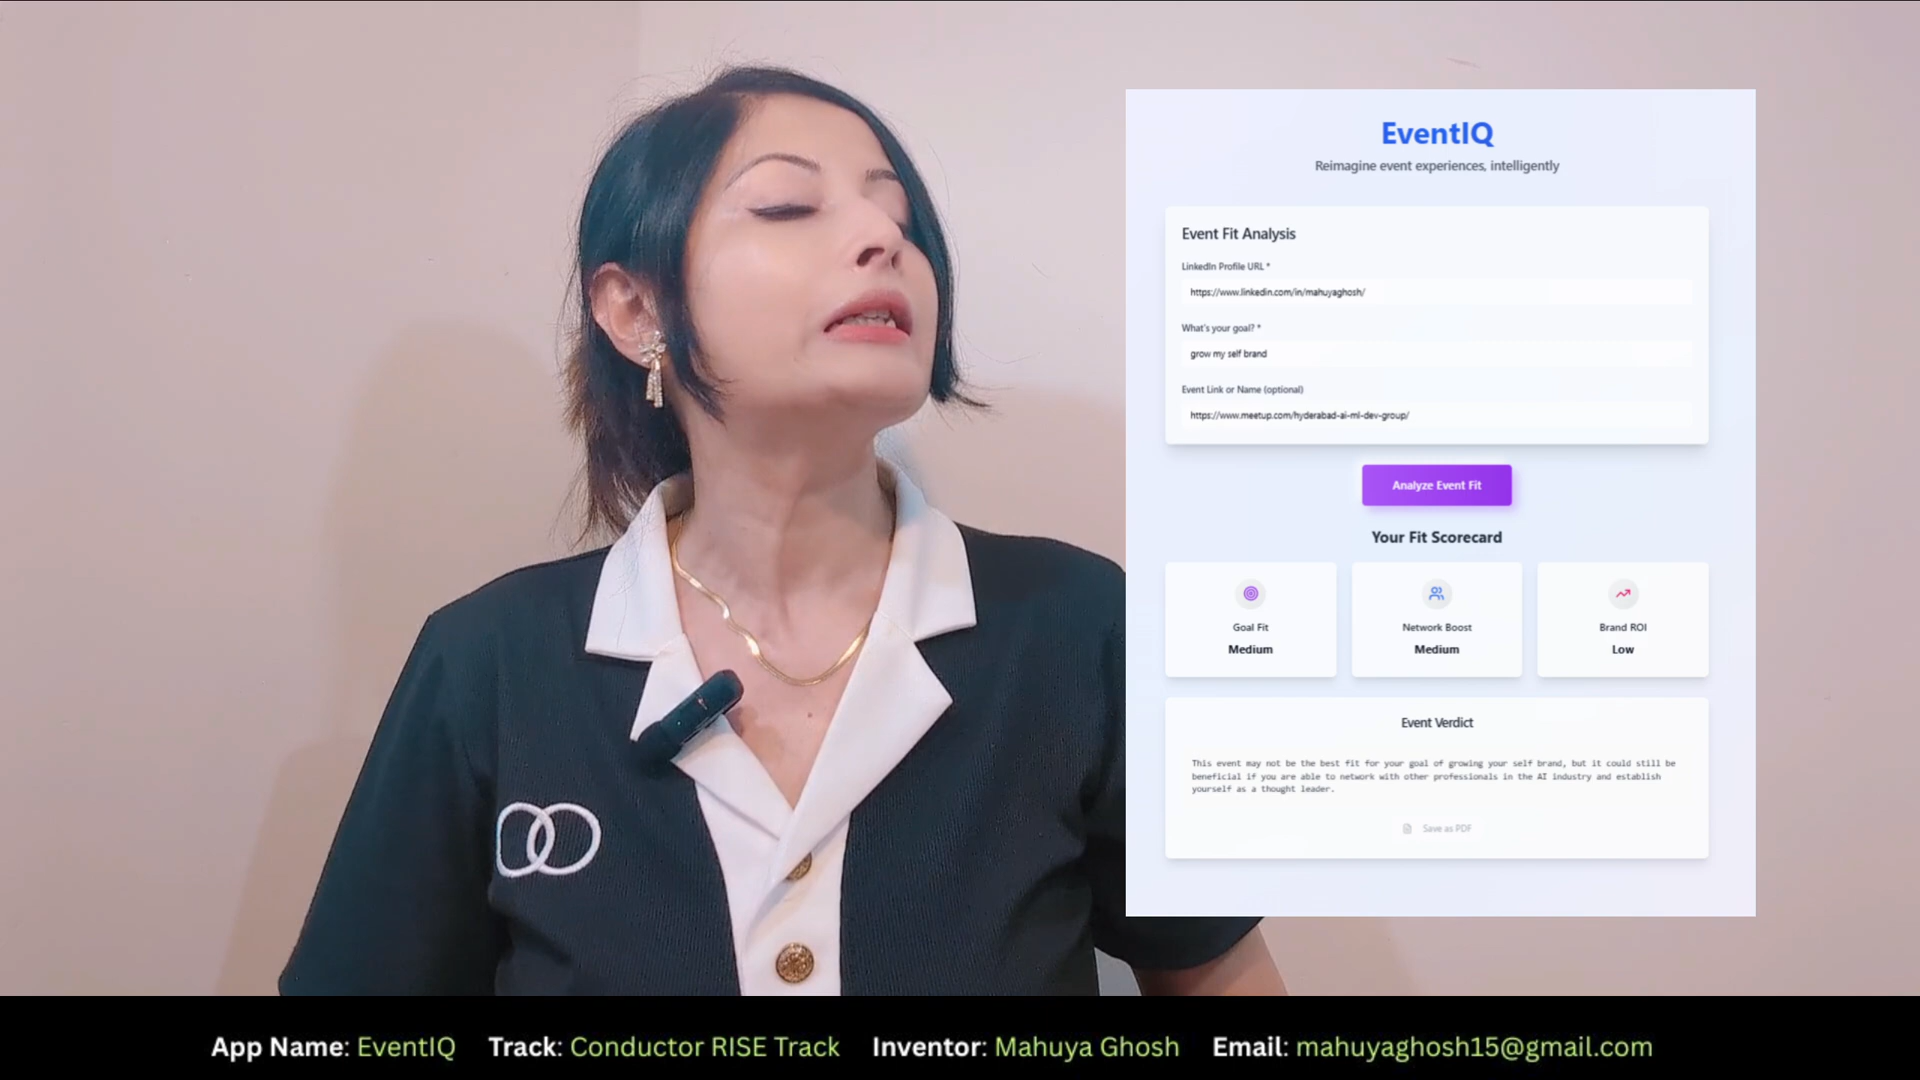 EventIQ
Reimagine event experiences, intelligently
Event Fit Analysis
LinkedIn Profile URL *
https://www.linkedin.com/in/mahuyaghosh/
What's your goal? *
grow my self brand
Event Link or Name (optional)
https://www.meetup.com/hyderabad-ai-ml-dev-group/
Analyze Event Fit
Your Fit Scorecard
Goal Fit
Medium
Network Boost
Medium
Brand ROI
Low
Event Verdict
This event may not be the best fit for your goal of growing your self brand, but it could still be
beneficial if you are able to network with other professionals in the AI industry and establish
yourself as a thought leader.
Save as PDF
App Name: EventIQ Track: Conductor RISE Track Inventor: Mahuya Ghosh Email: mahuyaghosh15@gmail.com